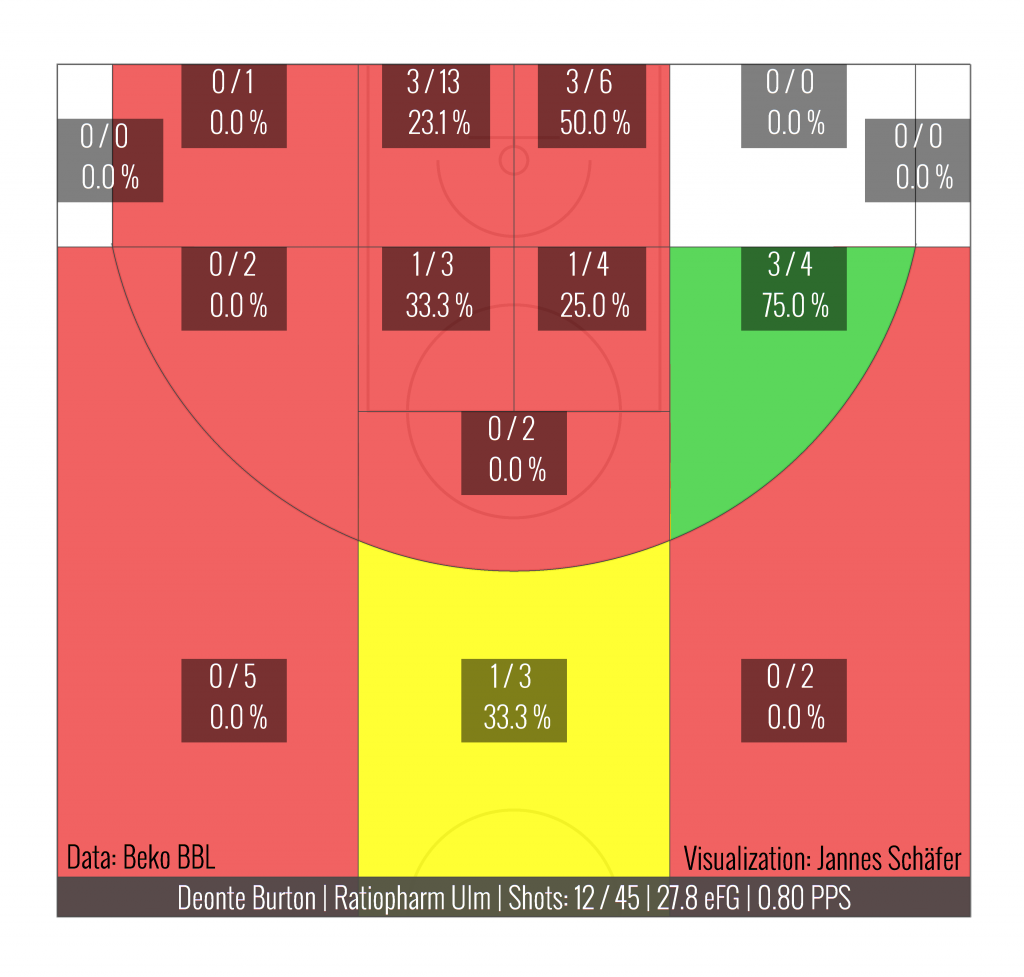 0 / 1
0.0 %
3 / 13
23.1 %
3 / 6
50.0 %
0 / 0
0.0 %
0 / 0
0.0 %
0 / 0
0.0 %
0 / 2
0.0 %
1 / 3
33.3 %
1 / 4
25.0 %
3 / 4
75.0 %
0 / 2
0.0 %
0 / 5
0.0 %
1 / 3
33.3 %
0 / 2
0.0 %
Data: Beko BBL
Visualization: Jannes Schäfer
Deonte Burton | Ratiopharm Ulm | Shots: 12 / 45 | 27.8 eFG | 0.80 PPS